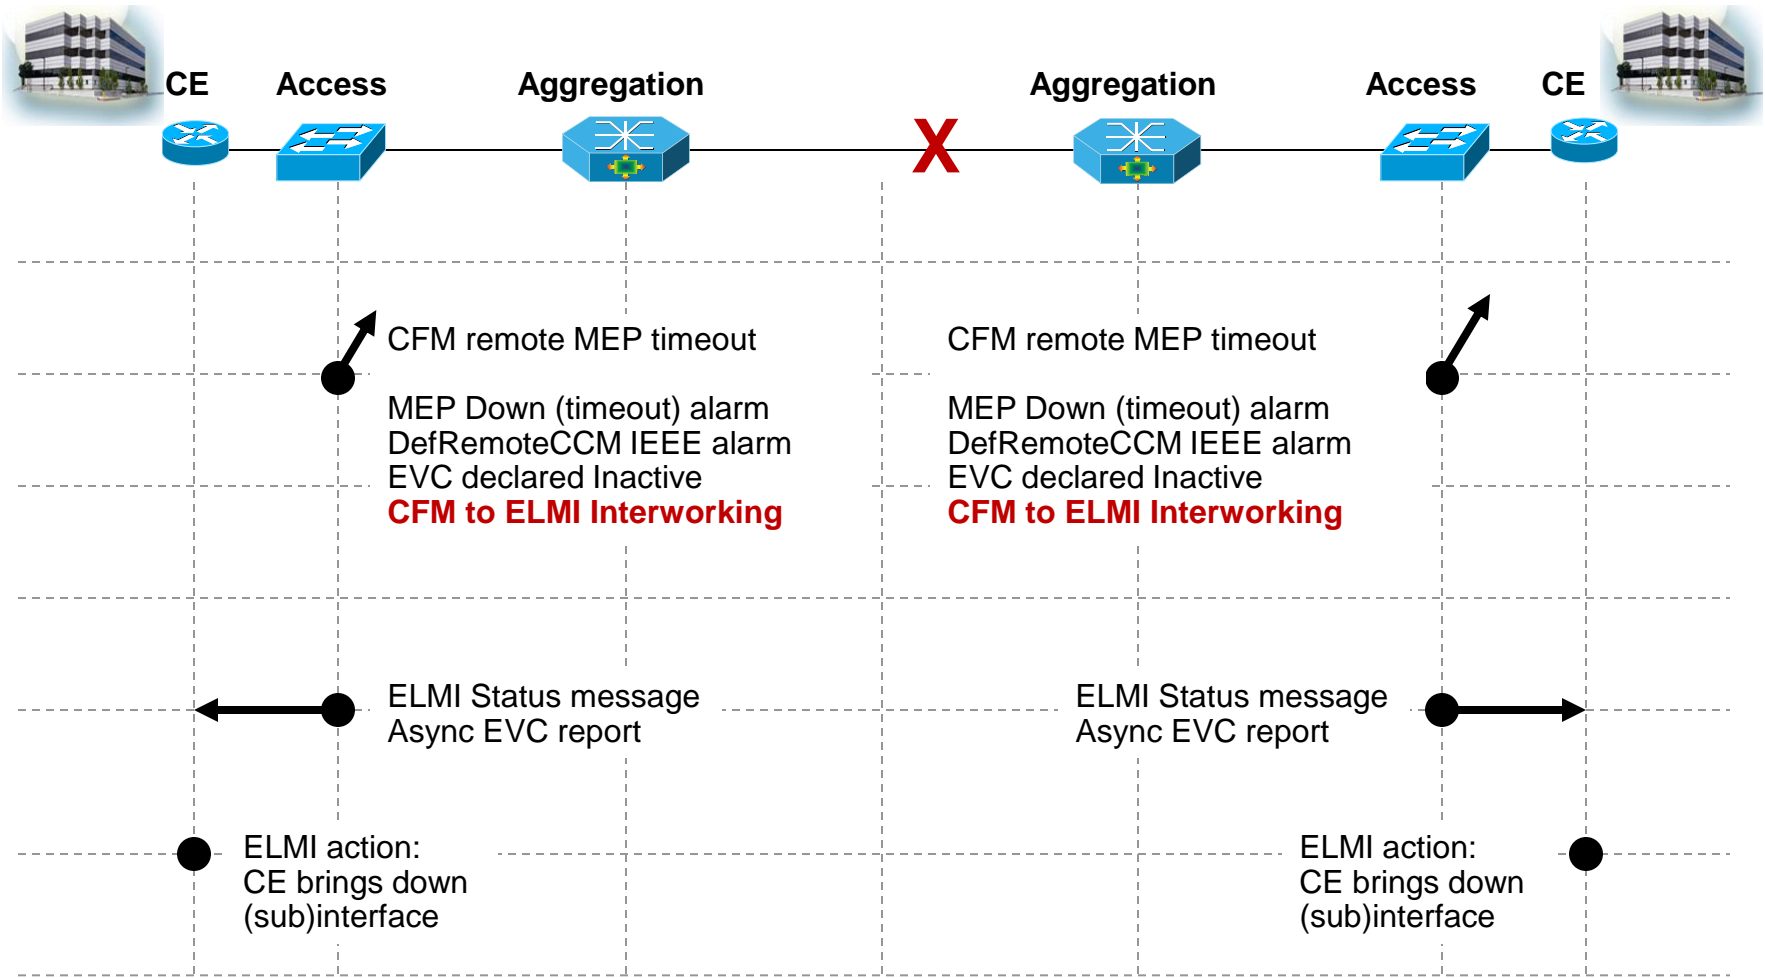 CE
Access
Aggregation
Aggregation
Access
CE
X
CFM remote MEP timeout
MEP Down (timeout) alarm
DefRemoteCCM IEEE alarm
EVC declared Inactive
CFM to ELMI Interworking
CFM remote MEP timeout
MEP Down (timeout) alarm
DefRemoteCCM IEEE alarm
EVC declared Inactive
CFM to ELMI Interworking
ELMI Status message
Async EVC report
ELMI Status message
Async EVC report
ELMI action:
CE brings down
(sub)interface
ELMI action:
CE brings down
(sub)interface